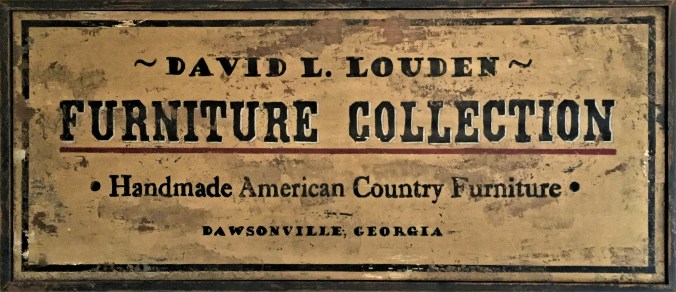 ~ DAVID L. LOUDEN ~
FURNITURE COLLECTION
• Handmade American Country Furniture •
DAWSONVILLE, GEORGIA